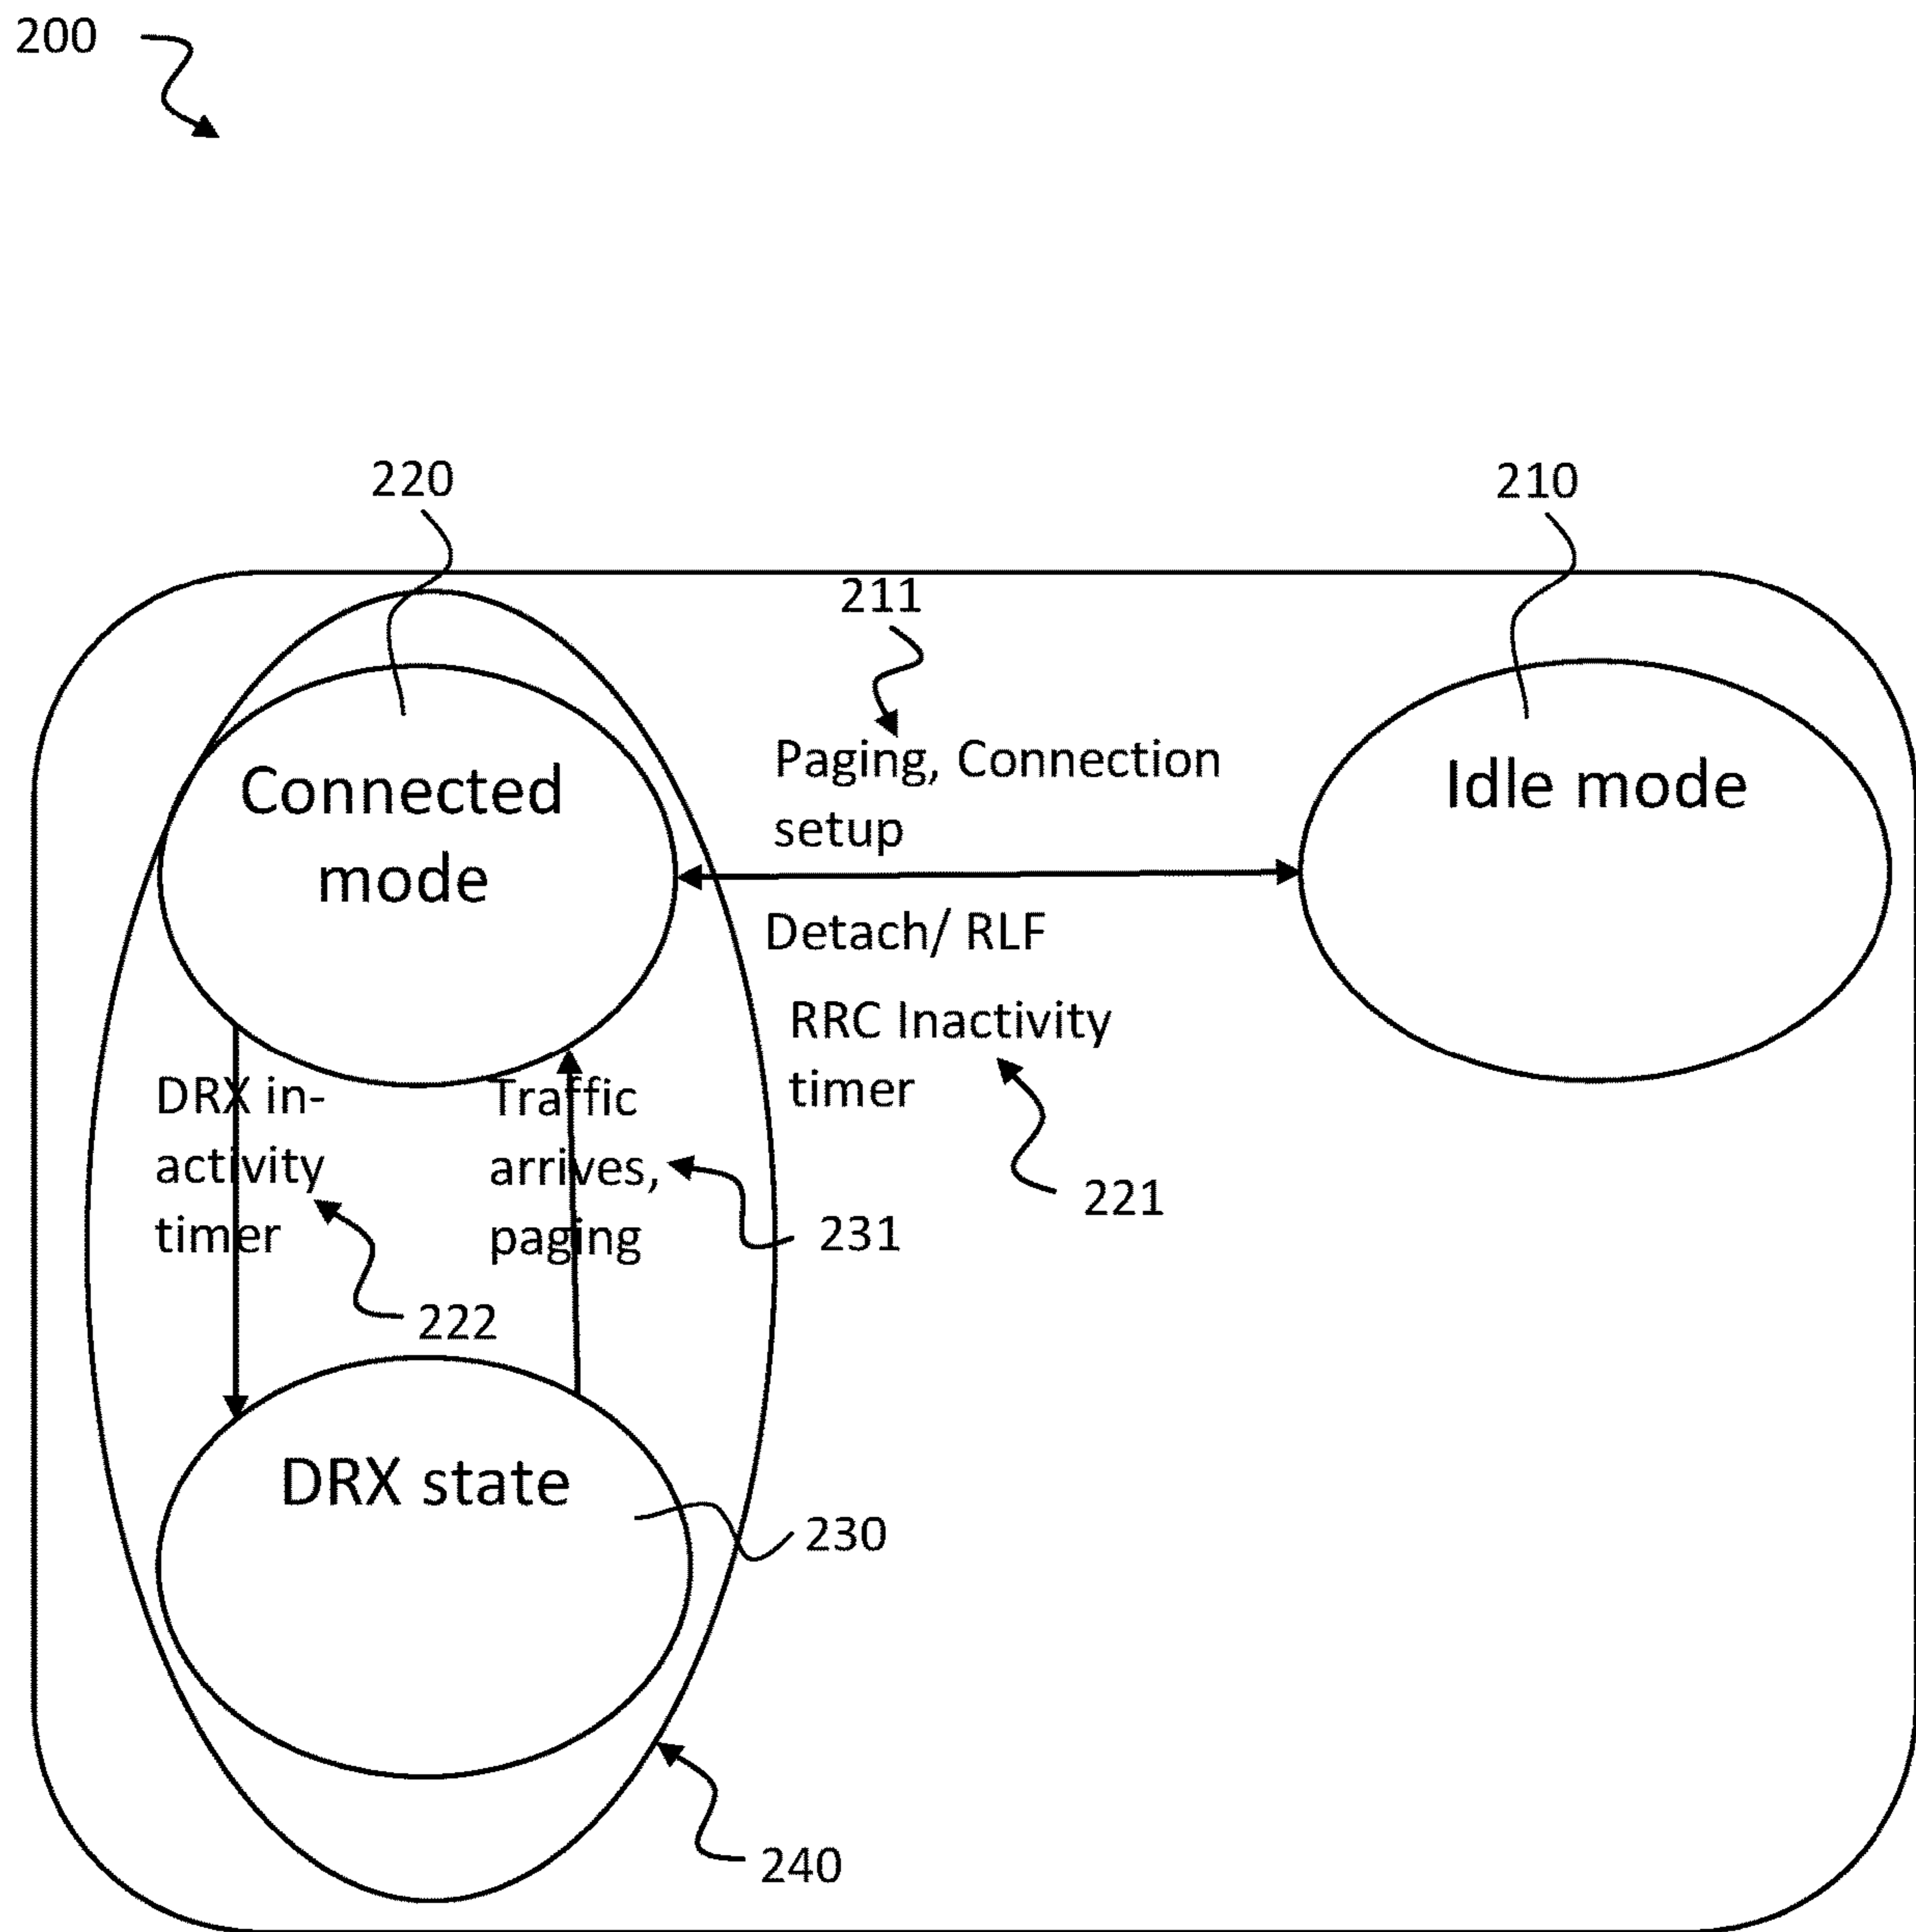 200
220
210
211
Paging, Connection
setup
Connected
mode
Idle mode
Detach/ RLF
RRC Inactivity
timer
221
DRX in-
activity
timer
222
Traffic
arrives,
paging
231
DRX state
230
240